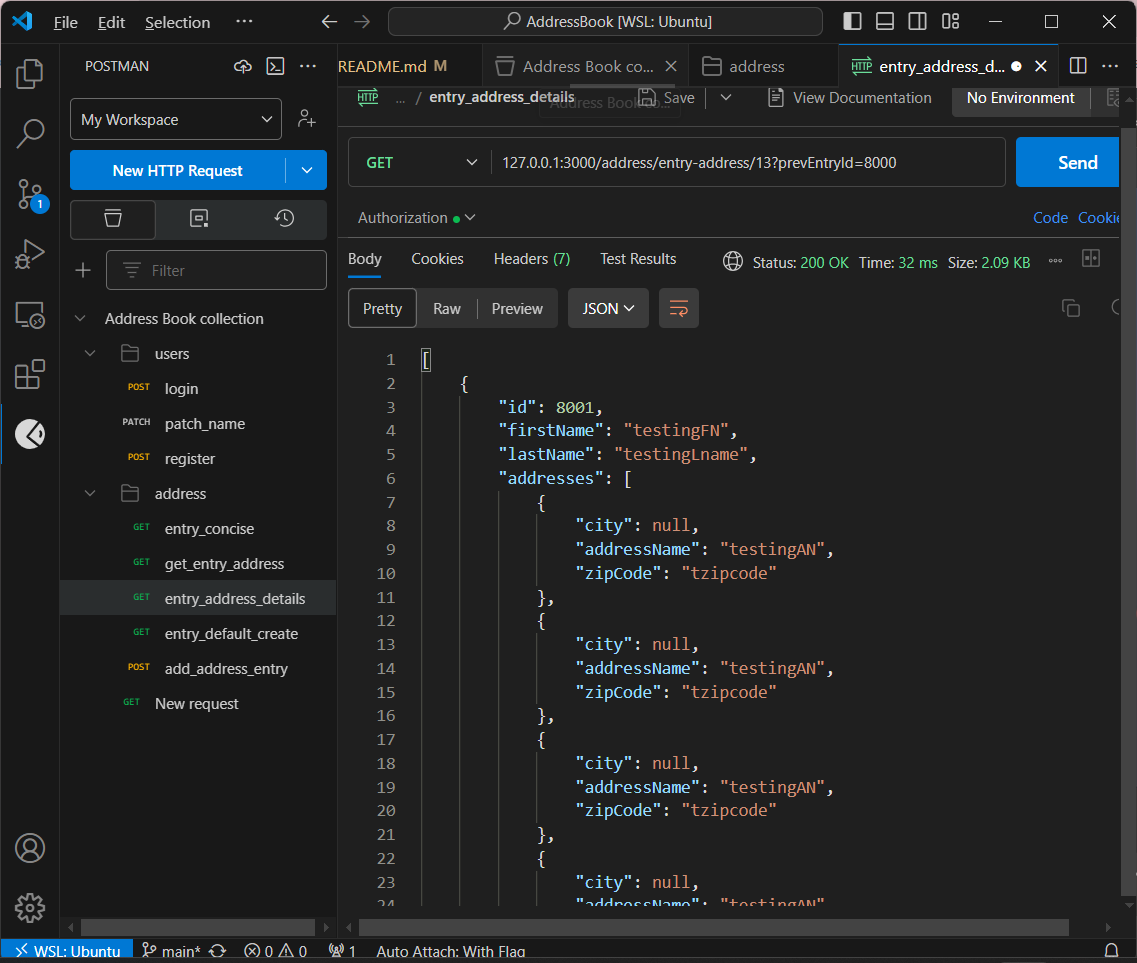 File Edit Selection ··· AddressBook [WSL: Ubuntu]
POSTMAN ···
README.md M Address Book co... address entry_address_d... ···
HTTP ... / entry_address_details Save View Documentation No Environment
My Workspace
New HTTP Request
Filter
Address Book collection
users
POST login
PATCH patch_name
POST register
address
GET entry_concise
GET get_entry_address
GET entry_address_details
GET entry_default_create
POST add_address_entry
GET New request
GET 127.0.0.1:3000/address/entry-address/13?prevEntryId=8000 Send
Authorization Code Cookie
Body Cookies Headers (7) Test Results Status: 200 OK Time: 32 ms Size: 2.09 KB
Pretty Raw Preview JSON
1 [
2 {
3 "id": 8001,
4 "firstName": "testingFN",
5 "lastName": "testingLname",
6 "addresses": [
7 {
8 "city": null,
9 "addressName": "testingAN",
10 "zipCode": "tzipcode"
11 },
12 {
13 "city": null,
14 "addressName": "testingAN",
15 "zipCode": "tzipcode"
16 },
17 {
18 "city": null,
19 "addressName": "testingAN",
20 "zipCode": "tzipcode"
21 },
22 {
23 "city": null,
24 "addressName": "testingAN"
1
WSL: Ubuntu main* 0 0 1 Auto Attach: With Flag